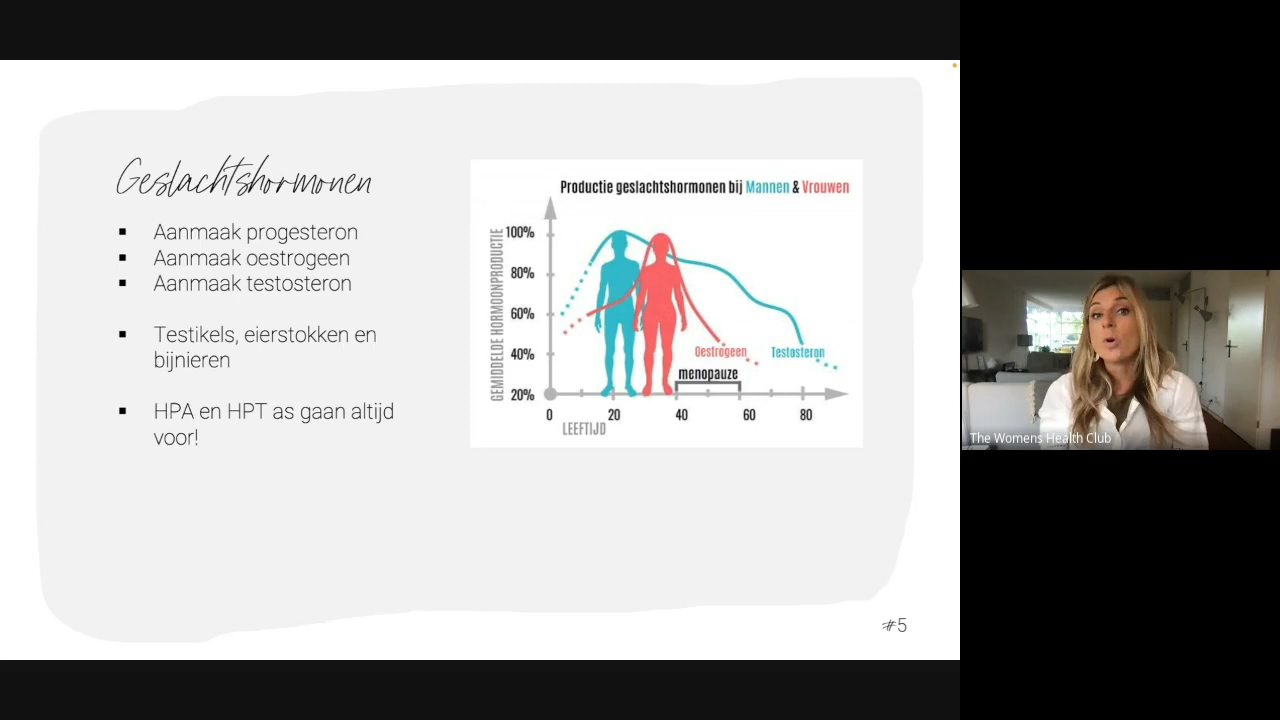 Geslachtshormonen
▪ Aanmaak progesteron
▪ Aanmaak oestrogeen
▪ Aanmaak testosteron
▪ Testikels, eierstokken en
bijnieren
▪ HPA en HPT as gaan altijd
voor!
Productie geslachtshormonen bij Mannen & Vrouwen
GEMIDDELDE HORMOONPRODUCTIE
100%
80%
60%
40%
20%
Oestrogeen
Testosteron
menopauze
0 20 40 60 80
LEEFTIJD
The Womens Health Club
#5